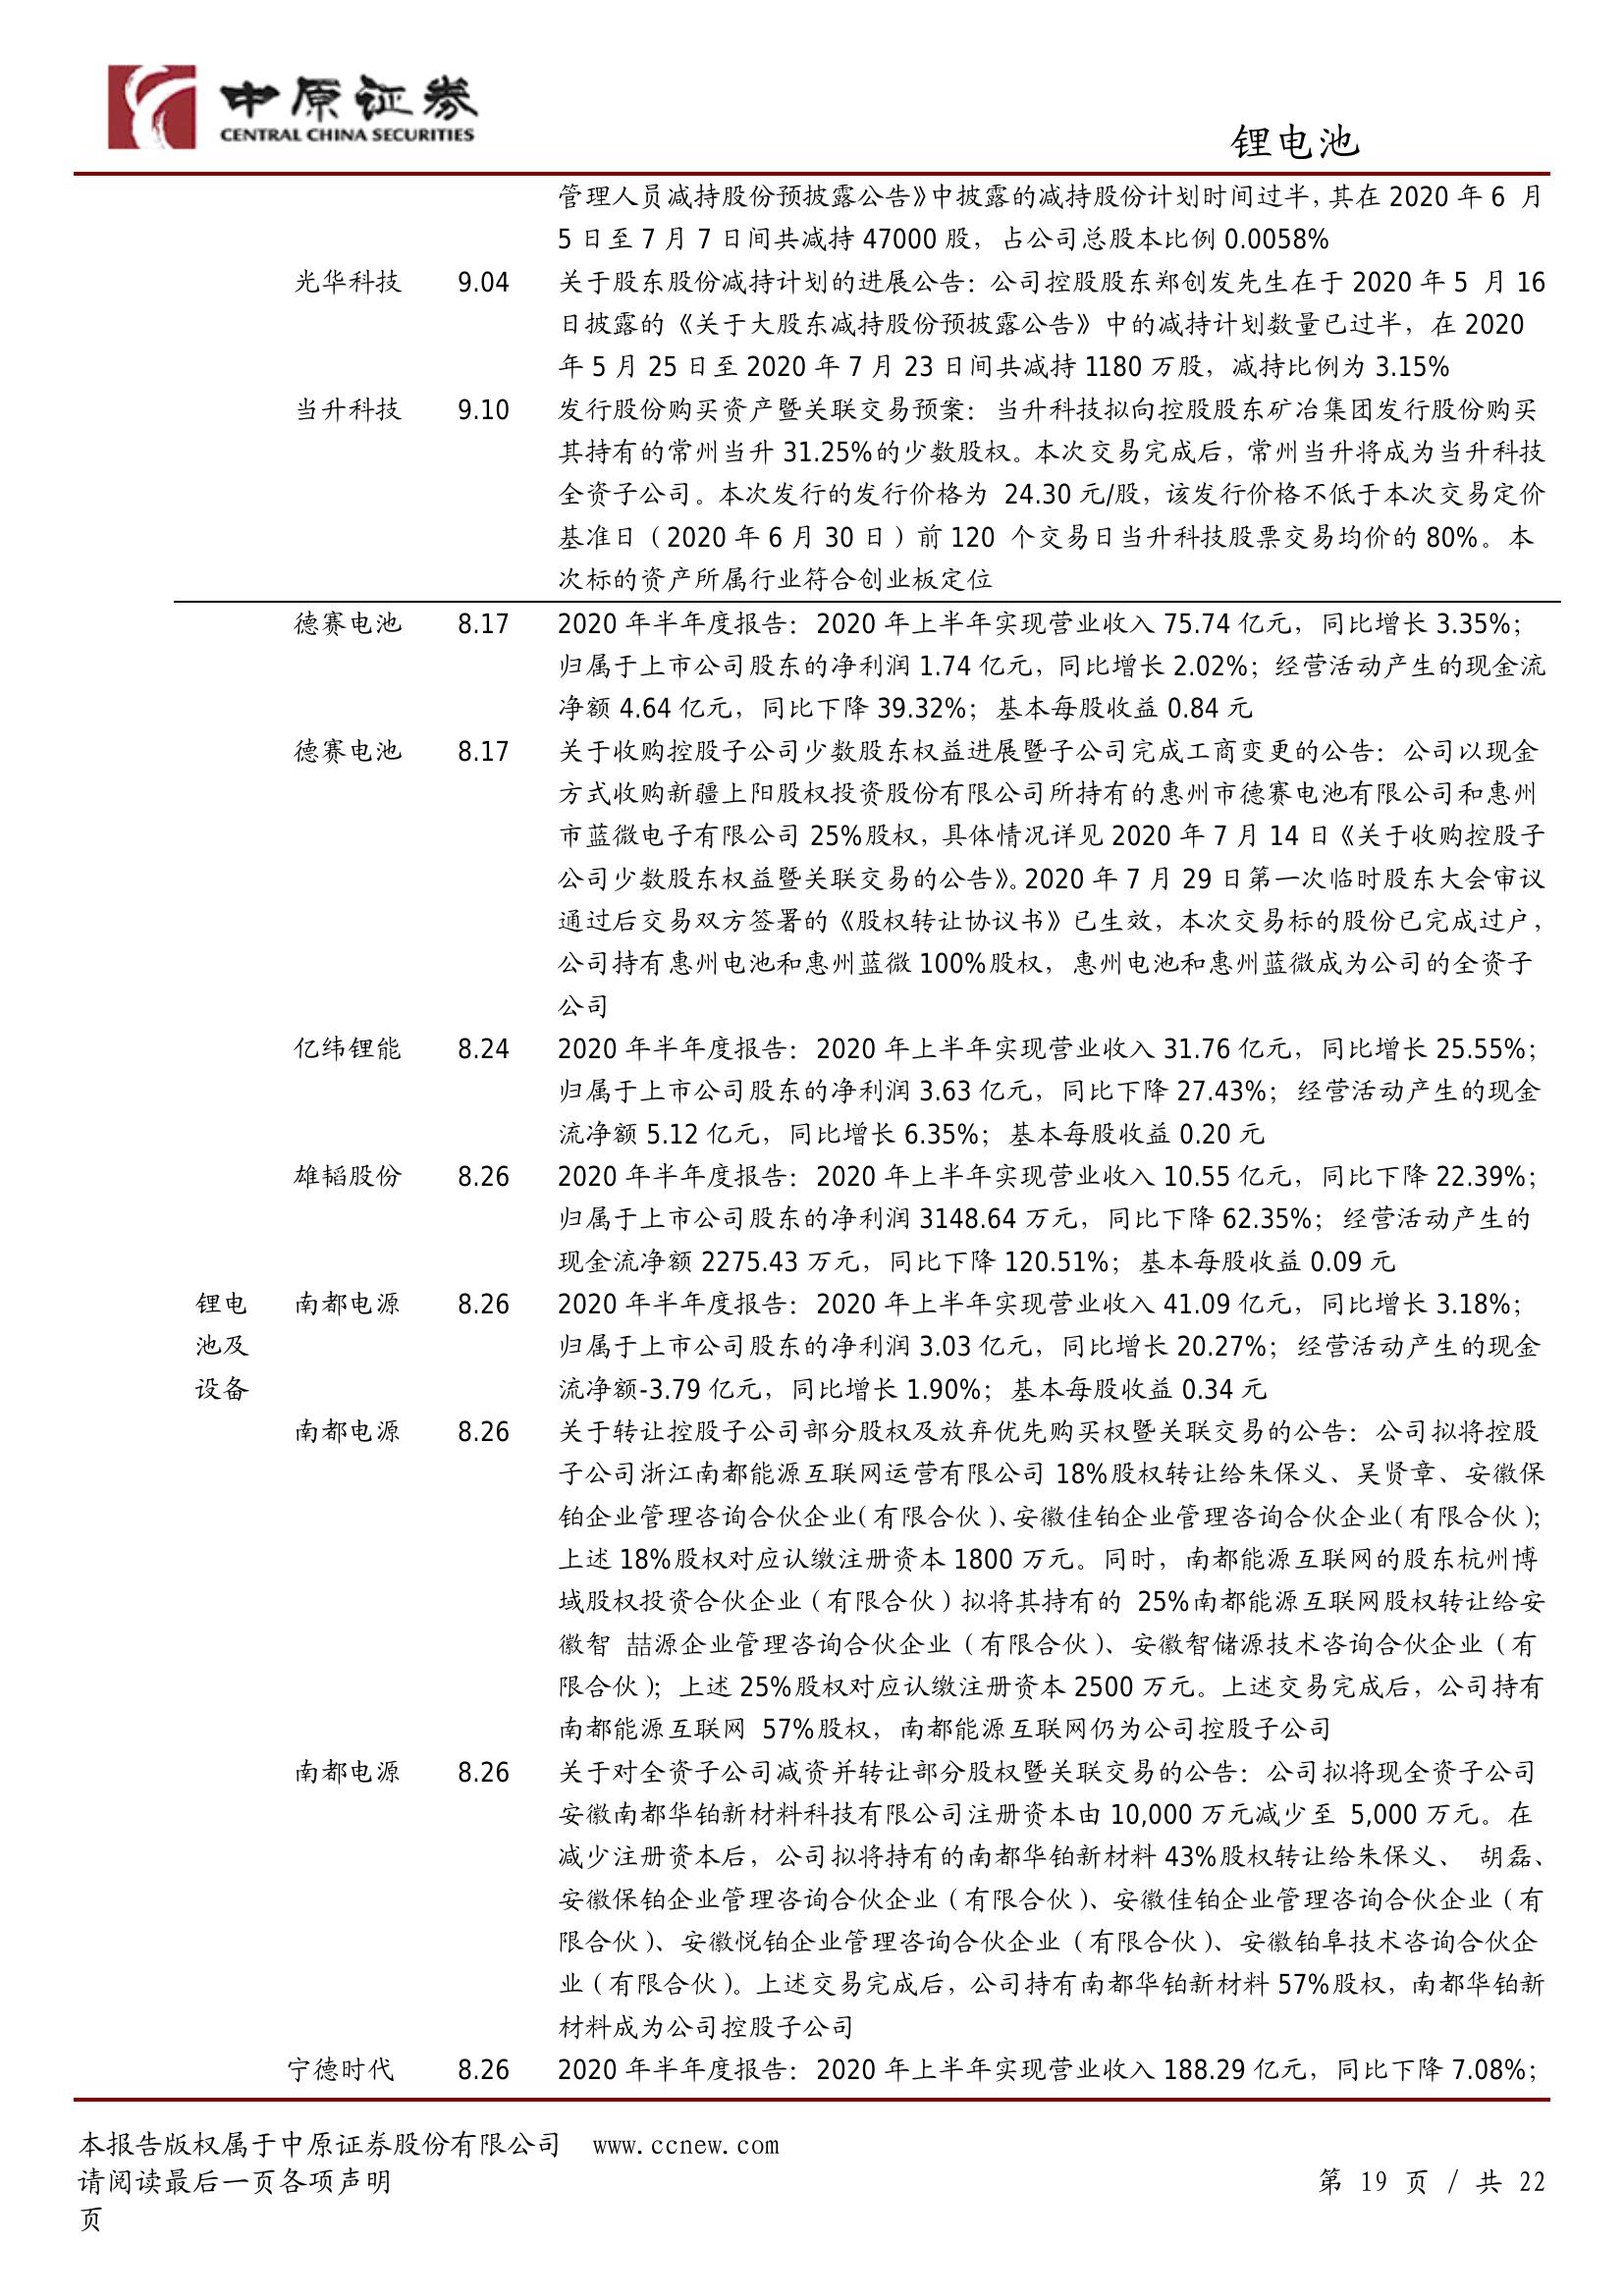 中原证券
CENTRAL CHINA SECURITIES
锂电池
管理人员减持股份预披露公告》中披露的减持股份计划时间过半，其在 2020 年 6 月
5 日至 7 月 7 日间共减持 47000 股，占公司总股本比例 0.0058%
光华科技 9.04 关于股东股份减持计划的进展公告：公司控股股东郑创发先生在于 2020 年 5 月 16
日披露的《关于大股东减持股份预披露公告》中的减持计划数量已过半，在 2020
年 5 月 25 日至 2020 年 7 月 23 日间共减持 1180 万股，减持比例为 3.15%
当升科技 9.10 发行股份购买资产暨关联交易预案：当升科技拟向控股股东矿冶集团发行股份购买
其持有的常州当升 31.25%的少数股权。本次交易完成后，常州当升将成为当升科技
全资子公司。本次发行的发行价格为 24.30 元/股，该发行价格不低于本次交易定价
基准日（2020 年 6 月 30 日）前 120 个交易日当升科技股票交易均价的 80%。本
次标的资产所属行业符合创业板定位
德赛电池 8.17 2020 年半年度报告：2020 年上半年实现营业收入 75.74 亿元，同比增长 3.35%；
归属于上市公司股东的净利润 1.74 亿元，同比增长 2.02%；经营活动产生的现金流
净额 4.64 亿元，同比下降 39.32%；基本每股收益 0.84 元
德赛电池 8.17 关于收购控股子公司少数股东权益进展暨子公司完成工商变更的公告：公司以现金
方式收购新疆上阳股权投资股份有限公司所持有的惠州市德赛电池有限公司和惠州
市蓝微电子有限公司 25%股权，具体情况详见 2020 年 7 月 14 日《关于收购控股子
公司少数股东权益暨关联交易的公告》。2020 年 7 月 29 日第一次临时股东大会审议
通过后交易双方签署的《股权转让协议书》已生效，本次交易标的股份已完成过户，
公司持有惠州电池和惠州蓝微 100%股权，惠州电池和惠州蓝微成为公司的全资子
公司
亿纬锂能 8.24 2020 年半年度报告：2020 年上半年实现营业收入 31.76 亿元，同比增长 25.55%；
归属于上市公司股东的净利润 3.63 亿元，同比下降 27.43%；经营活动产生的现金
流净额 5.12 亿元，同比增长 6.35%；基本每股收益 0.20 元
雄韬股份 8.26 2020 年半年度报告：2020 年上半年实现营业收入 10.55 亿元，同比下降 22.39%；
归属于上市公司股东的净利润 3148.64 万元，同比下降 62.35%；经营活动产生的
现金流净额 2275.43 万元，同比下降 120.51%；基本每股收益 0.09 元
锂电 南都电源 8.26 2020 年半年度报告：2020 年上半年实现营业收入 41.09 亿元，同比增长 3.18%；
池及 归属于上市公司股东的净利润 3.03 亿元，同比增长 20.27%；经营活动产生的现金
设备 流净额-3.79 亿元，同比增长 1.90%；基本每股收益 0.34 元
南都电源 8.26 关于转让控股子公司部分股权及放弃优先购买权暨关联交易的公告：公司拟将控股
子公司浙江南都能源互联网运营有限公司 18%股权转让给朱保义、吴贤章、安徽保
铂企业管理咨询合伙企业（有限合伙）、安徽佳铂企业管理咨询合伙企业（有限合伙）；
上述 18%股权对应认缴注册资本 1800 万元。同时，南都能源互联网的股东杭州博
域股权投资合伙企业（有限合伙）拟将其持有的 25%南都能源互联网股权转让给安
徽智 喆源企业管理咨询合伙企业（有限合伙）、安徽智储源技术咨询合伙企业（有
限合伙）；上述 25%股权对应认缴注册资本 2500 万元。上述交易完成后，公司持有
南都能源互联网 57%股权，南都能源互联网仍为公司控股子公司
南都电源 8.26 关于对全资子公司减资并转让部分股权暨关联交易的公告：公司拟将现全资子公司
安徽南都华铂新材料科技有限公司注册资本由 10,000 万元减少至 5,000 万元。在
减少注册资本后，公司拟将持有的南都华铂新材料 43%股权转让给朱保义、 胡磊、
安徽保铂企业管理咨询合伙企业（有限合伙）、安徽佳铂企业管理咨询合伙企业（有
限合伙）、安徽悦铂企业管理咨询合伙企业（有限合伙）、安徽铂阜技术咨询合伙企
业（有限合伙）。上述交易完成后，公司持有南都华铂新材料 57%股权，南都华铂新
材料成为公司控股子公司
宁德时代 8.26 2020 年半年度报告：2020 年上半年实现营业收入 188.29 亿元，同比下降 7.08%；
本报告版权属于中原证券股份有限公司 www.ccnew.com
请阅读最后一页各项声明 第 19 页 / 共 22
页